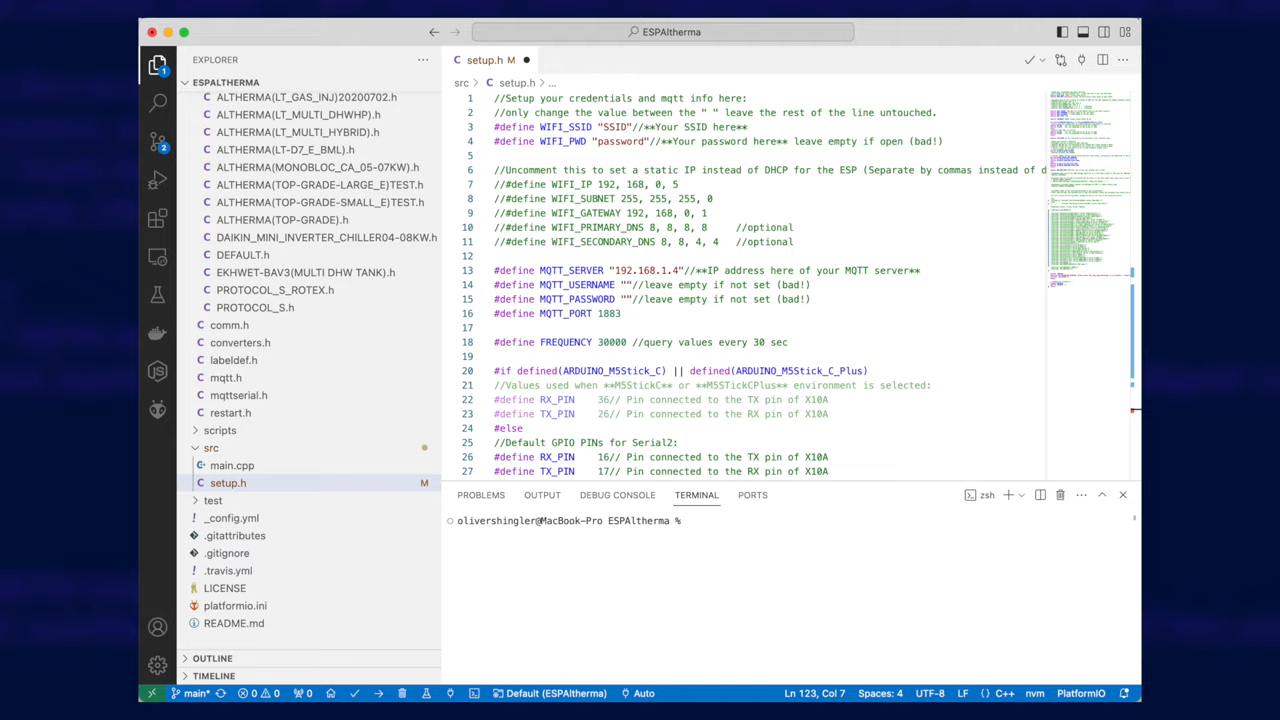 ESPAltherma
EXPLORER
ESPALTHERMA
ALTHERMA(LT_GAS_INJ)20200702.h
ALTHERMA(LT_MULTI_DHWHP).h
ALTHERMA(LT_MULTI_HYBRID).h
ALTHERMA(LT-D7_E_BML).h
ALTHERMA(TOP-GRADE-LARGE_ENTERI...
ALTHERMA(TOP-GRADE-SMALL_ENTERI...
ALTHERMA(TOP-GRADE).h
DEFAULT.h
EKHWET-BAV3(MULTI DHW TANK).h
PROTOCOL_S_ROTEX.h
PROTOCOL_S.h
comm.h
converters.h
labeldef.h
mqtt.h
mqttserial.h
restart.h
scripts
src
main.cpp
setup.h M
test
_config.yml
.gitattributes
.gitignore
.travis.yml
LICENSE
platformio.ini
README.md
OUTLINE
TIMELINE
setup.h M
src > setup.h > ...
1 //Setup your credentials and mqtt info here:
2 //only change the value between the " " leave the rest of the line untouched.
3 #define WIFI_SSID "SSID"//**Your SSID here**
4 #define WIFI_PWD "password"//**Your password here** leave empty if open (bad!)
5
6 //Uncomment this to set static IP instead of DHCP for the ESP (Separate by commas instead of d
7 //#define WIFI_IP 192, 168, 0, 2
8 //#define WIFI_SUBNET 255, 255, 255, 0
9 //#define WIFI_GATEWAY 192, 168, 0, 1
10 //#define WIFI_PRIMARY_DNS 8, 8, 8, 8 //optional
11 //#define WIFI_SECONDARY_DNS 8, 8, 4, 4 //optional
12
13 #define MQTT_SERVER "192.168.1.4"//**IP address here of your MQTT server**
14 #define MQTT_USERNAME ""//leave empty if not set (bad!)
15 #define MQTT_PASSWORD ""//leave empty if not set (bad!)
16 #define MQTT_PORT 1883
17
18 #define FREQUENCY 30000 //query values every 30 sec
19
20 #if defined(ARDUINO_M5Stick_C) || defined(ARDUINO_M5Stick_C_Plus)
21 //Values used when **M5StickC** or **M5STickCPlus** environment is selected:
22 #define RX_PIN 36// Pin connected to the TX pin of X10A
23 #define TX_PIN 26// Pin connected to the RX pin of X10A
24 #else
25 //Default GPIO PINs for Serial2:
26 #define RX_PIN 16// Pin connected to the TX pin of X10A
27 #define TX_PIN 17// Pin connected to the RX pin of X10A
PROBLEMS OUTPUT DEBUG CONSOLE TERMINAL PORTS
zsh
olivershingler@MacBook-Pro ESPAltherma %
main* 0 0 0 Default (ESPAltherma) Auto Ln 123, Col 7 Spaces: 4 UTF-8 LF {} C++ nvm PlatformIO